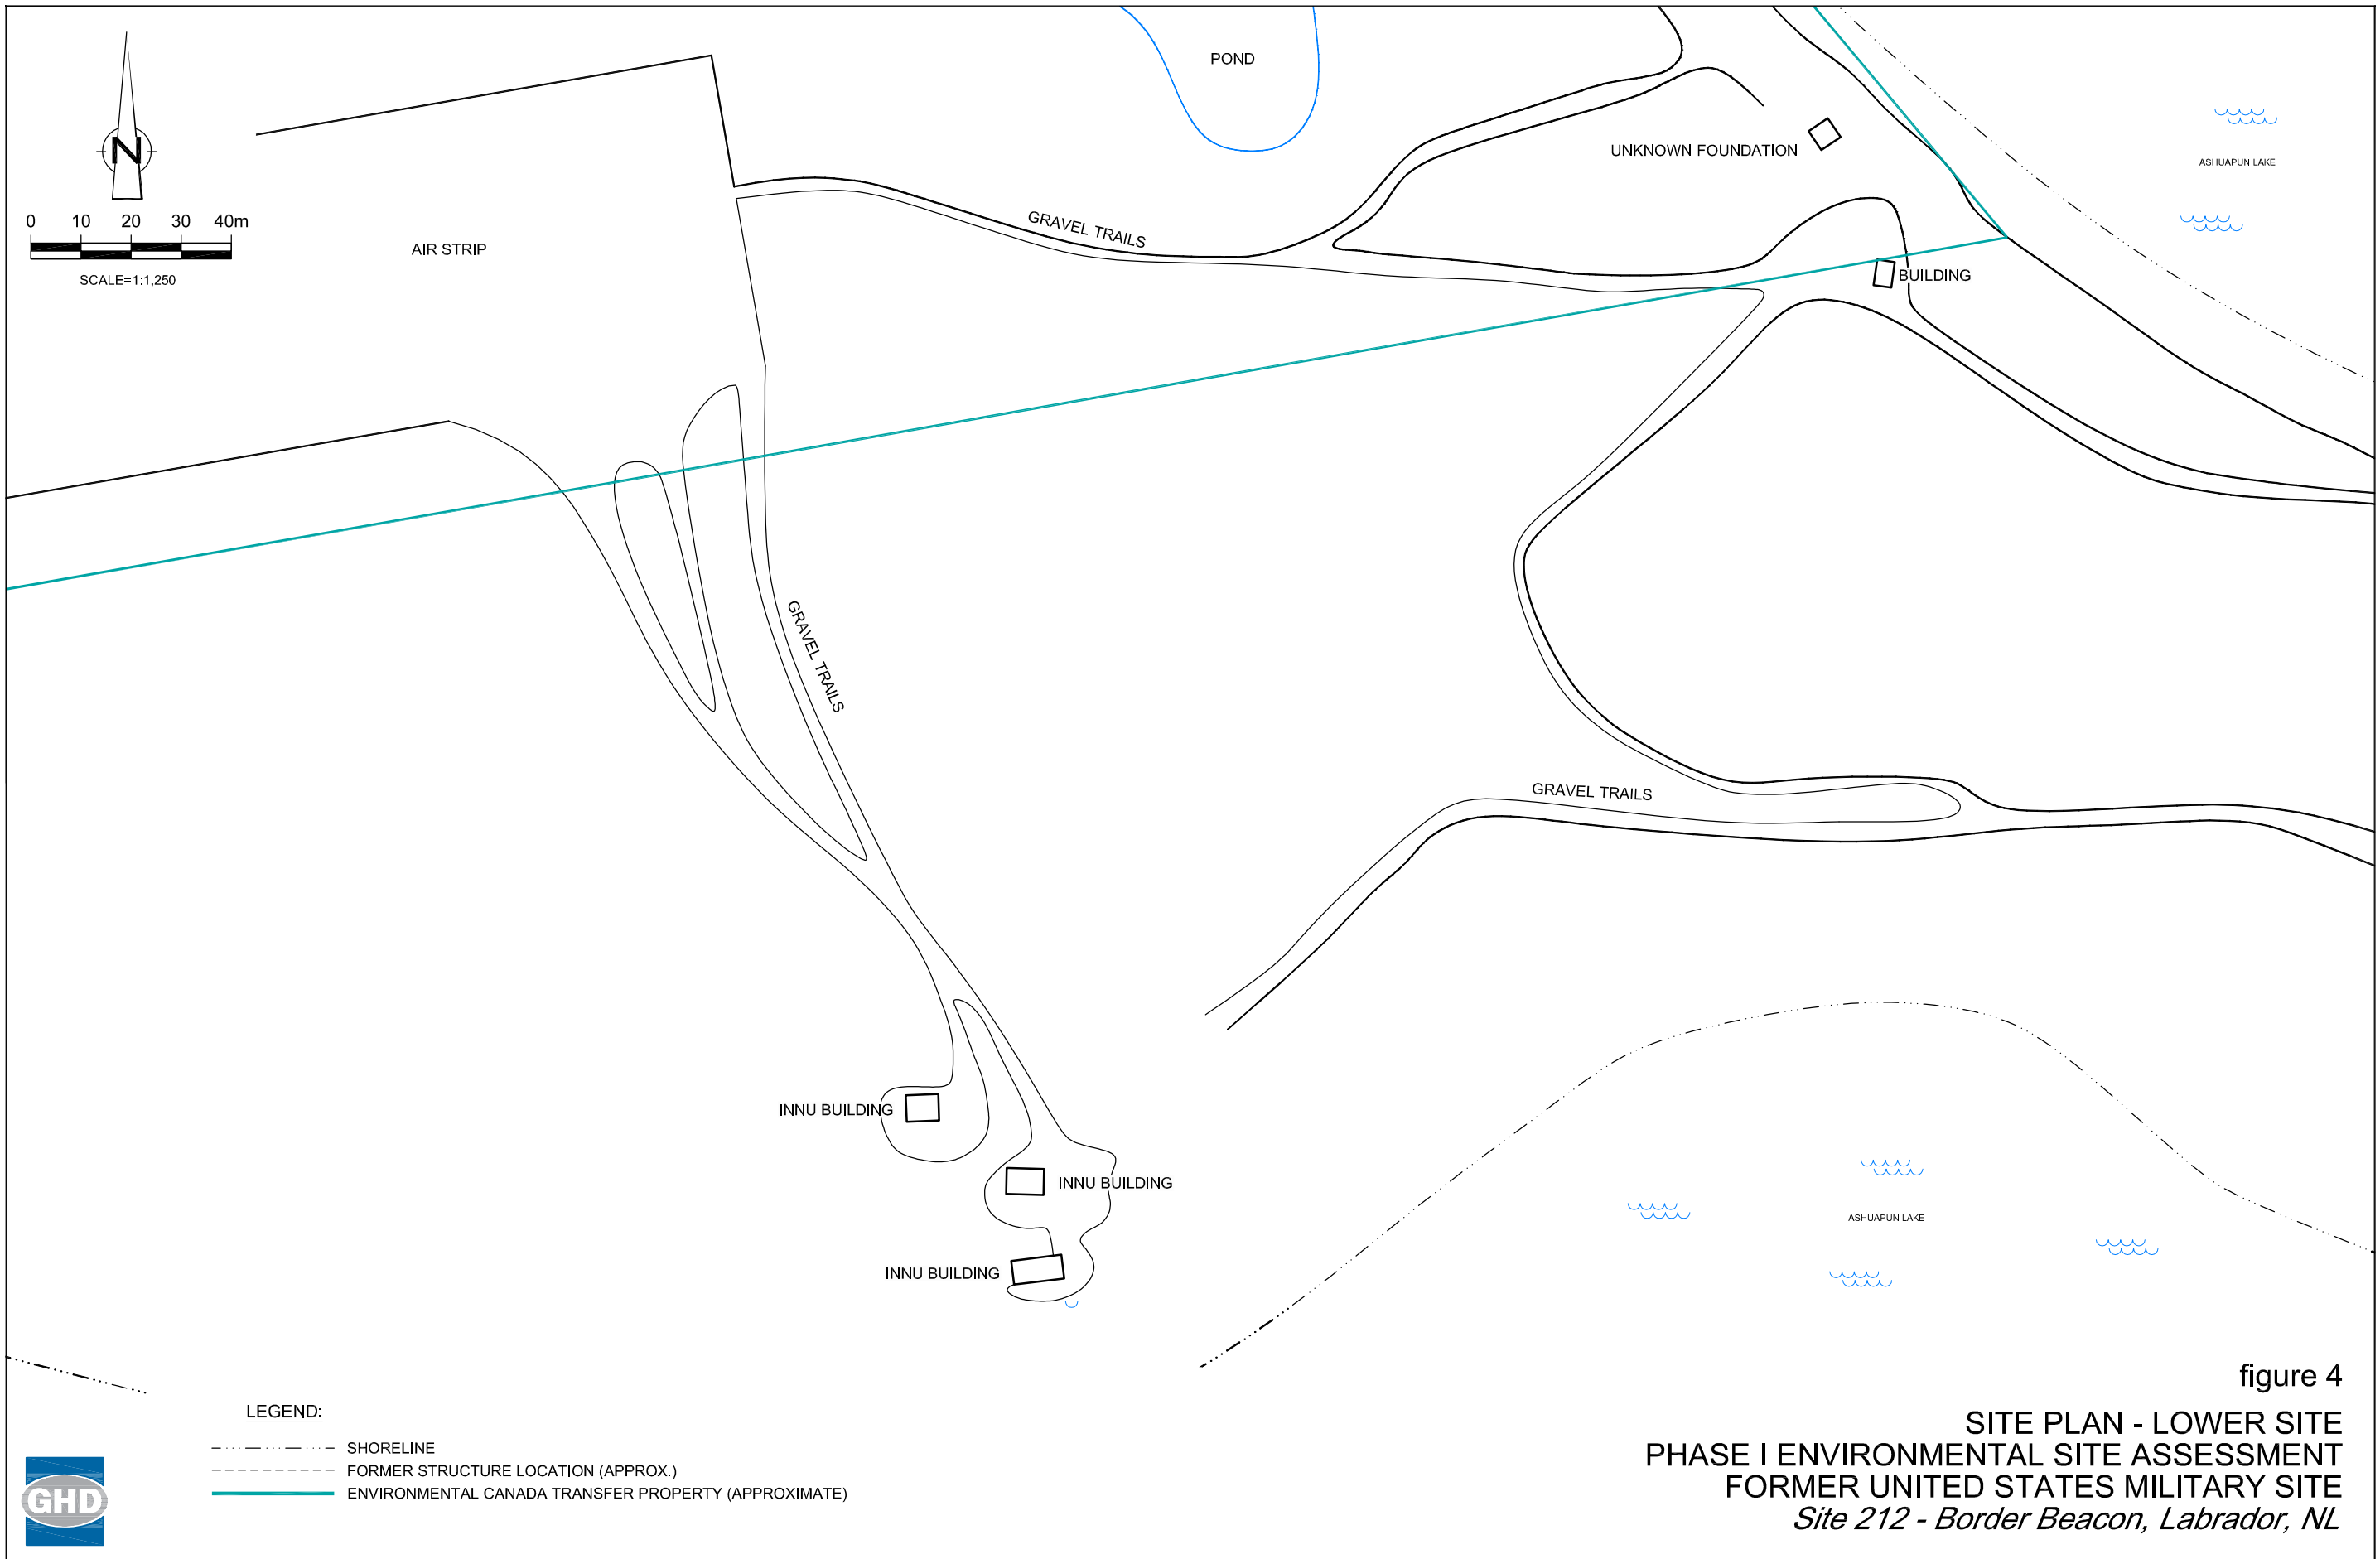 POND
N
UNKNOWN FOUNDATION
ASHUAPUN LAKE
0 10 20 30 40m
SCALE=1:1,250
AIR STRIP
GRAVEL TRAILS
BUILDING
GRAVEL TRAILS
GRAVEL TRAILS
INNU BUILDING
INNU BUILDING
ASHUAPUN LAKE
INNU BUILDING
figure 4
SITE PLAN - LOWER SITE
PHASE I ENVIRONMENTAL SITE ASSESSMENT
FORMER UNITED STATES MILITARY SITE
Site 212 - Border Beacon, Labrador, NL
LEGEND:
SHORELINE
FORMER STRUCTURE LOCATION (APPROX.)
ENVIRONMENTAL CANADA TRANSFER PROPERTY (APPROXIMATE)
GHD